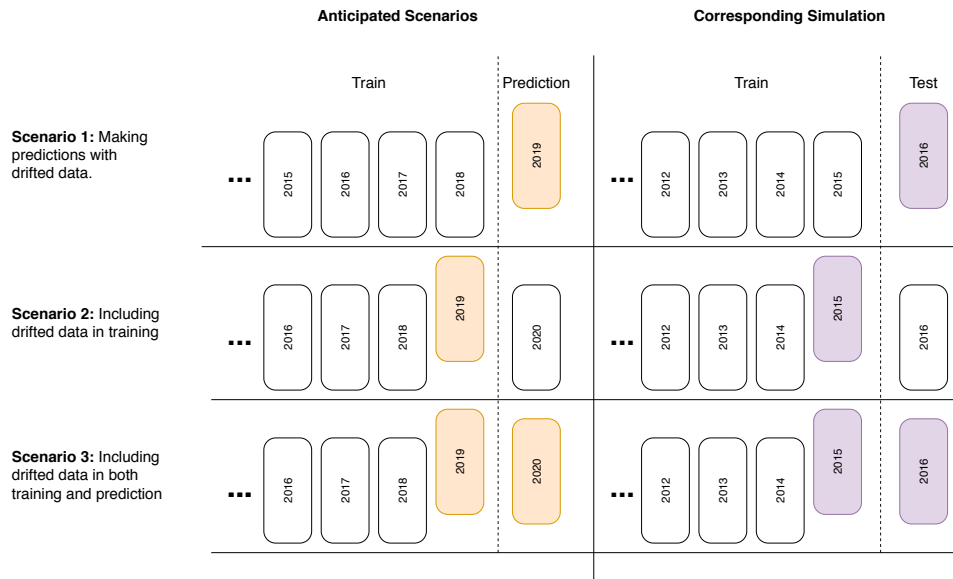 Anticipated Scenarios
Corresponding Simulation
Train
Prediction
Train
Test
Scenario 1: Making
predictions with
drifted data.
...
2015
2016
2017
2018
2019
...
2012
2013
2014
2015
2016
Scenario 2: Including
drifted data in training
...
2016
2017
2018
2019
2020
...
2012
2013
2014
2015
2016
Scenario 3: Including
drifted data in both
training and prediction
...
2016
2017
2018
2019
2020
...
2012
2013
2014
2015
2016